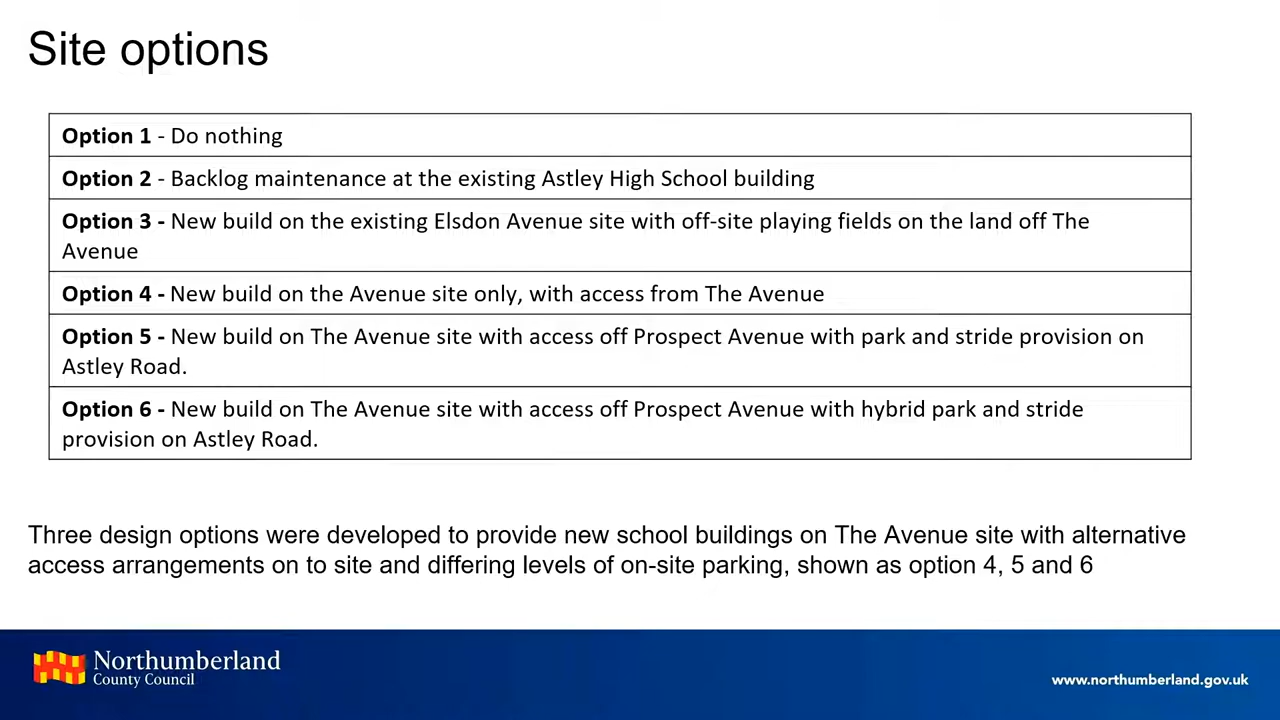 Site options
Option 1 - Do nothing
Option 2 - Backlog maintenance at the existing Astley High School building
Option 3 - New build on the existing Elsdon Avenue site with off-site playing fields on the land off The
Avenue
Option 4 - New build on the Avenue site only, with access from The Avenue
Option 5 - New build on The Avenue site with access off Prospect Avenue with park and stride provision on
Astley Road.
Option 6 - New build on The Avenue site with access off Prospect Avenue with hybrid park and stride
provision on Astley Road.
Three design options were developed to provide new school buildings on The Avenue site with alternative
access arrangements on to site and differing levels of on-site parking, shown as option 4, 5 and 6
Northumberland
County Council
www.northumberland.gov.uk